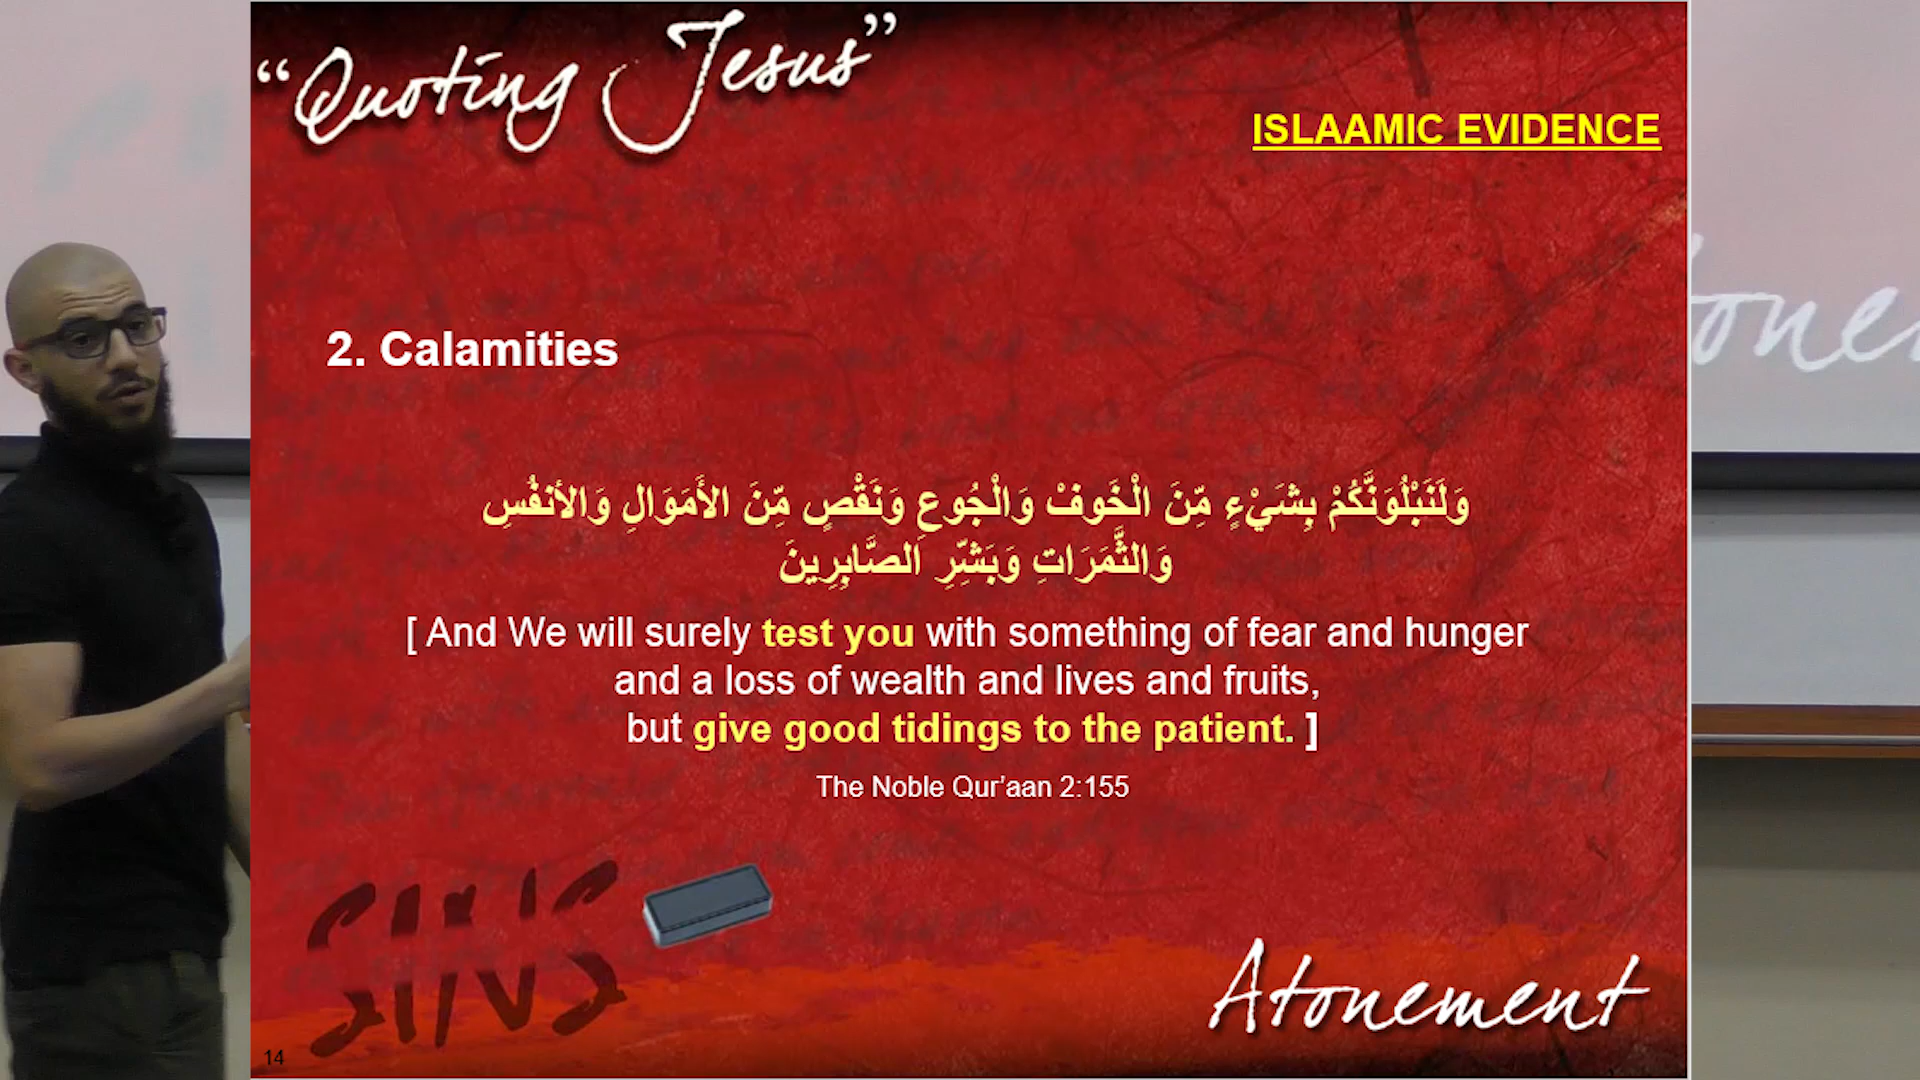 “Quoting Jesus”
ISLAAMIC EVIDENCE
2. Calamities
وَلَنَبْلُوَنَّكُمْ بِشَيْءٍ مِّنَ الْخَوفْ وَالْجُوعِ وَنَقْصٍ مِّنَ الأَمَوَالِ وَالأنفُسِ
وَالثَّمَرَاتِ وَبَشِّرِ الصَّابِرِينَ
[ And We will surely test you with something of fear and hunger
and a loss of wealth and lives and fruits,
but give good tidings to the patient. ]
The Noble Qur’aan 2:155
SINS
Atonement
14